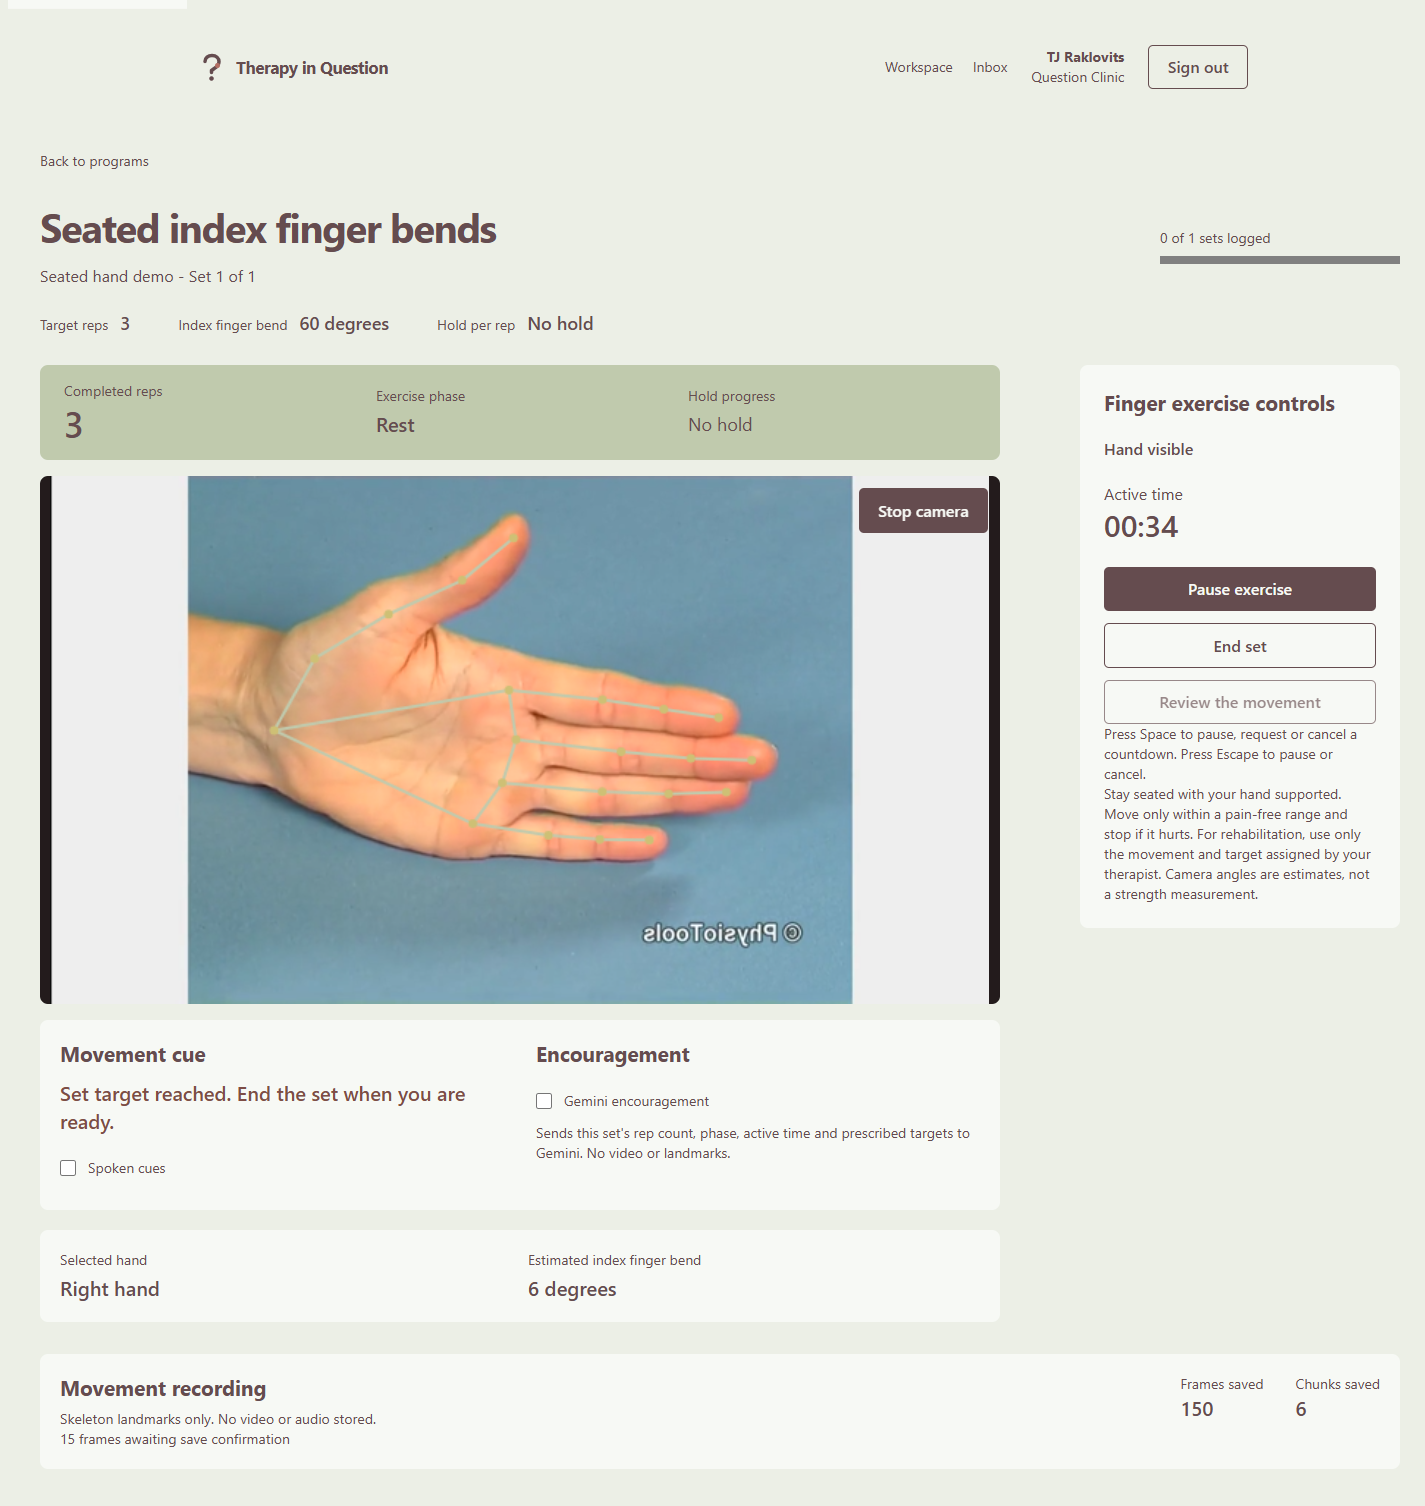 Therapy in Question
Workspace
Inbox
TJ Raklovits
Question Clinic
Sign out
Back to programs
Seated index finger bends
Seated hand demo - Set 1 of 1
0 of 1 sets logged
Target reps 3
Index finger bend 60 degrees
Hold per rep No hold
Completed reps
3
Exercise phase
Rest
Hold progress
No hold
Stop camera
© PhysioTools
Finger exercise controls
Hand visible
Active time
00:34
Pause exercise
End set
Review the movement
Press Space to pause, request or cancel a
countdown. Press Escape to pause or
cancel.
Stay seated with your hand supported.
Move only within a pain-free range and
stop if it hurts. For rehabilitation, use only
the movement and target assigned by your
therapist. Camera angles are estimates, not
a strength measurement.
Movement cue
Set target reached. End the set when you are
ready.
Spoken cues
Encouragement
Gemini encouragement
Sends this set's rep count, phase, active time and prescribed targets to
Gemini. No video or landmarks.
Selected hand
Right hand
Estimated index finger bend
6 degrees
Movement recording
Skeleton landmarks only. No video or audio stored.
15 frames awaiting save confirmation
Frames saved
150
Chunks saved
6